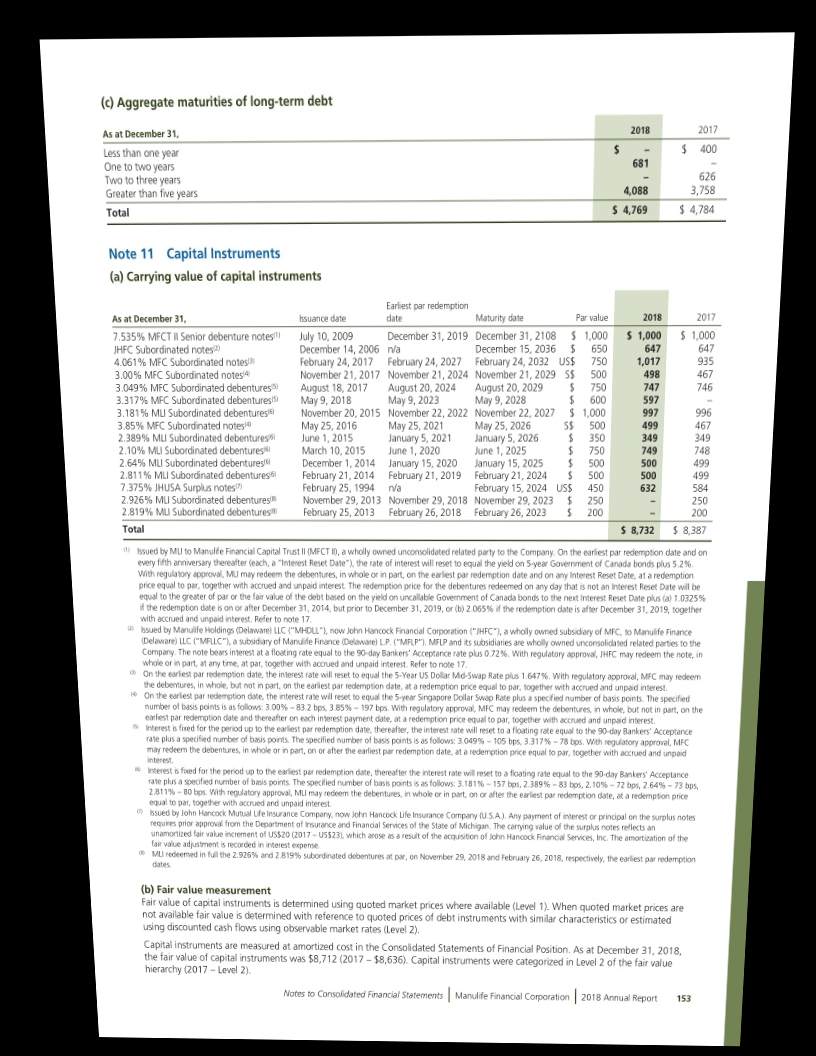 (c) Aggregate maturities of long-term debt
As at December 31, 2018 2017
Less than one year $ – $ 400
One to two years 681 –
Two to three years – 626
Greater than five years 4,088 3,758
Total $ 4,769 $ 4,784
Note 11 Capital Instruments
(a) Carrying value of capital instruments
As at December 31, Issuance date Earliest par redemption date Maturity date Par value 2018 2017
7.535% MFCT II Senior debenture notes(1) July 10, 2009 December 31, 2019 December 31, 2108 $ 1,000 $ 1,000 $ 1,000
JHFC Subordinated notes(2) December 14, 2006 n/a December 15, 2036 $ 650 647 647
4.061% MFC Subordinated notes(3) February 24, 2017 February 24, 2027 February 24, 2032 US$ 750 1,017 935
3.00% MFC Subordinated notes(4) November 21, 2017 November 21, 2024 November 21, 2029 S$ 500 498 467
3.049% MFC Subordinated debentures(5) August 18, 2017 August 20, 2024 August 20, 2029 $ 750 747 746
3.317% MFC Subordinated debentures(5) May 9, 2018 May 9, 2023 May 9, 2028 $ 600 597 –
3.181% MLI Subordinated debentures(6) November 20, 2015 November 22, 2022 November 22, 2027 $ 1,000 997 996
3.85% MFC Subordinated notes(4) May 25, 2016 May 25, 2021 May 25, 2026 S$ 500 499 467
2.389% MLI Subordinated debentures(6) June 1, 2015 January 5, 2021 January 5, 2026 $ 350 349 349
2.10% MLI Subordinated debentures(6) March 10, 2015 June 1, 2020 June 1, 2025 $ 750 749 748
2.64% MLI Subordinated debentures(6) December 1, 2014 January 15, 2020 January 15, 2025 $ 500 500 499
2.811% MLI Subordinated debentures(6) February 21, 2014 February 21, 2019 February 21, 2024 $ 500 500 499
7.375% JHUSA Surplus notes(7) February 25, 1994 n/a February 15, 2024 US$ 450 632 584
2.926% MLI Subordinated debentures(8) November 29, 2013 November 29, 2018 November 29, 2023 $ 250 – 250
2.819% MLI Subordinated debentures(8) February 25, 2013 February 26, 2018 February 26, 2023 $ 200 – 200
Total $ 8,732 $ 8,387
(1) Issued by MLI to Manulife Financial Capital Trust II (MFCT II), a wholly owned unconsolidated related party to the Company. On the earliest par redemption date and on
every fifth anniversary thereafter (each, a "Interest Reset Date"), the rate of interest will reset to equal the yield on 5-year Government of Canada bonds plus 5.2%.
With regulatory approval, MLI may redeem the debentures, in whole or in part, on the earliest par redemption date and on any Interest Reset Date, at a redemption
price equal to par, together with accrued and unpaid interest. The redemption price for the debentures redeemed on any day that is not an Interest Reset Date will be
equal to the greater of par or the fair value of the debt based on the yield on uncallable Government of Canada bonds to the next Interest Reset Date plus (a) 1.0325%
if the redemption date is on or after December 31, 2014, but prior to December 31, 2019, or (b) 2.065% if the redemption date is after December 31, 2019, together
with accrued and unpaid interest. Refer to note 17.
(2) Issued by Manulife Holdings (Delaware) LLC ("MHDLL"), now John Hancock Financial Corporation ("JHFC"), a wholly owned subsidiary of MFC, to Manulife Finance
(Delaware) LLC ("MFLLC"), a subsidiary of Manulife Finance (Delaware) L.P. ("MFLP"). MFLP and its subsidiaries are wholly owned unconsolidated related parties to the
Company. The note bears interest at a floating rate equal to the 90-day Bankers' Acceptance rate plus 0.72%. With regulatory approval, JHFC may redeem the note, in
whole or in part, at any time, at par, together with accrued and unpaid interest. Refer to note 17.
(3) On the earliest par redemption date, the interest rate will reset to equal the 5-Year US Dollar Mid-Swap Rate plus 1.647%. With regulatory approval, MFC may redeem
the debentures, in whole, but not in part, on the earliest par redemption date, at a redemption price equal to par, together with accrued and unpaid interest.
(4) On the earliest par redemption date, the interest rate will reset to equal the 5-year Singapore Dollar Swap Rate plus a specified number of basis points. The specified
number of basis points is as follows: 3.00% – 83.2 bps, 3.85% – 197 bps. With regulatory approval, MFC may redeem the debentures, in whole, but not in part, on the
earliest par redemption date and thereafter on each interest payment date, at a redemption price equal to par, together with accrued and unpaid interest.
(5) Interest is fixed for the period up to the earliest par redemption date, thereafter, the interest rate will reset to a floating rate equal to the 90-day Bankers' Acceptance
rate plus a specified number of basis points. The specified number of basis points is as follows: 3.049% – 105 bps, 3.317% – 78 bps. With regulatory approval, MFC
may redeem the debentures, in whole or in part, on or after the earliest par redemption date, at a redemption price equal to par, together with accrued and unpaid
interest.
(6) Interest is fixed for the period up to the earliest par redemption date, thereafter the interest rate will reset to a floating rate equal to the 90-day Bankers' Acceptance
rate plus a specified number of basis points. The specified number of basis points is as follows: 3.181% – 157 bps, 2.389% – 83 bps, 2.10% – 72 bps, 2.64% – 73 bps,
2.811% – 80 bps. With regulatory approval, MLI may redeem the debentures, in whole or in part, on or after the earliest par redemption date, at a redemption price
equal to par, together with accrued and unpaid interest.
(7) Issued by John Hancock Mutual Life Insurance Company, now John Hancock Life Insurance Company (U.S.A.). Any payment of interest or principal on the surplus notes
requires prior approval from the Department of Insurance and Financial Services of the State of Michigan. The carrying value of the surplus notes reflects an
unamortized fair value increment of US$20 (2017 – US$23), which arose as a result of the acquisition of John Hancock Financial Services, Inc. The amortization of the
fair value adjustment is recorded in interest expense.
(8) MLI redeemed in full the 2.926% and 2.819% subordinated debentures at par, on November 29, 2018 and February 26, 2018, respectively, the earliest par redemption
dates.
(b) Fair value measurement
Fair value of capital instruments is determined using quoted market prices where available (Level 1). When quoted market prices are
not available fair value is determined with reference to quoted prices of debt instruments with similar characteristics or estimated
using discounted cash flows using observable market rates (Level 2).
Capital instruments are measured at amortized cost in the Consolidated Statements of Financial Position. As at December 31, 2018,
the fair value of capital instruments was $8,712 (2017 – $8,636). Capital instruments were categorized in Level 2 of the fair value
hierarchy (2017 – Level 2).
Notes to Consolidated Financial Statements | Manulife Financial Corporation | 2018 Annual Report 153